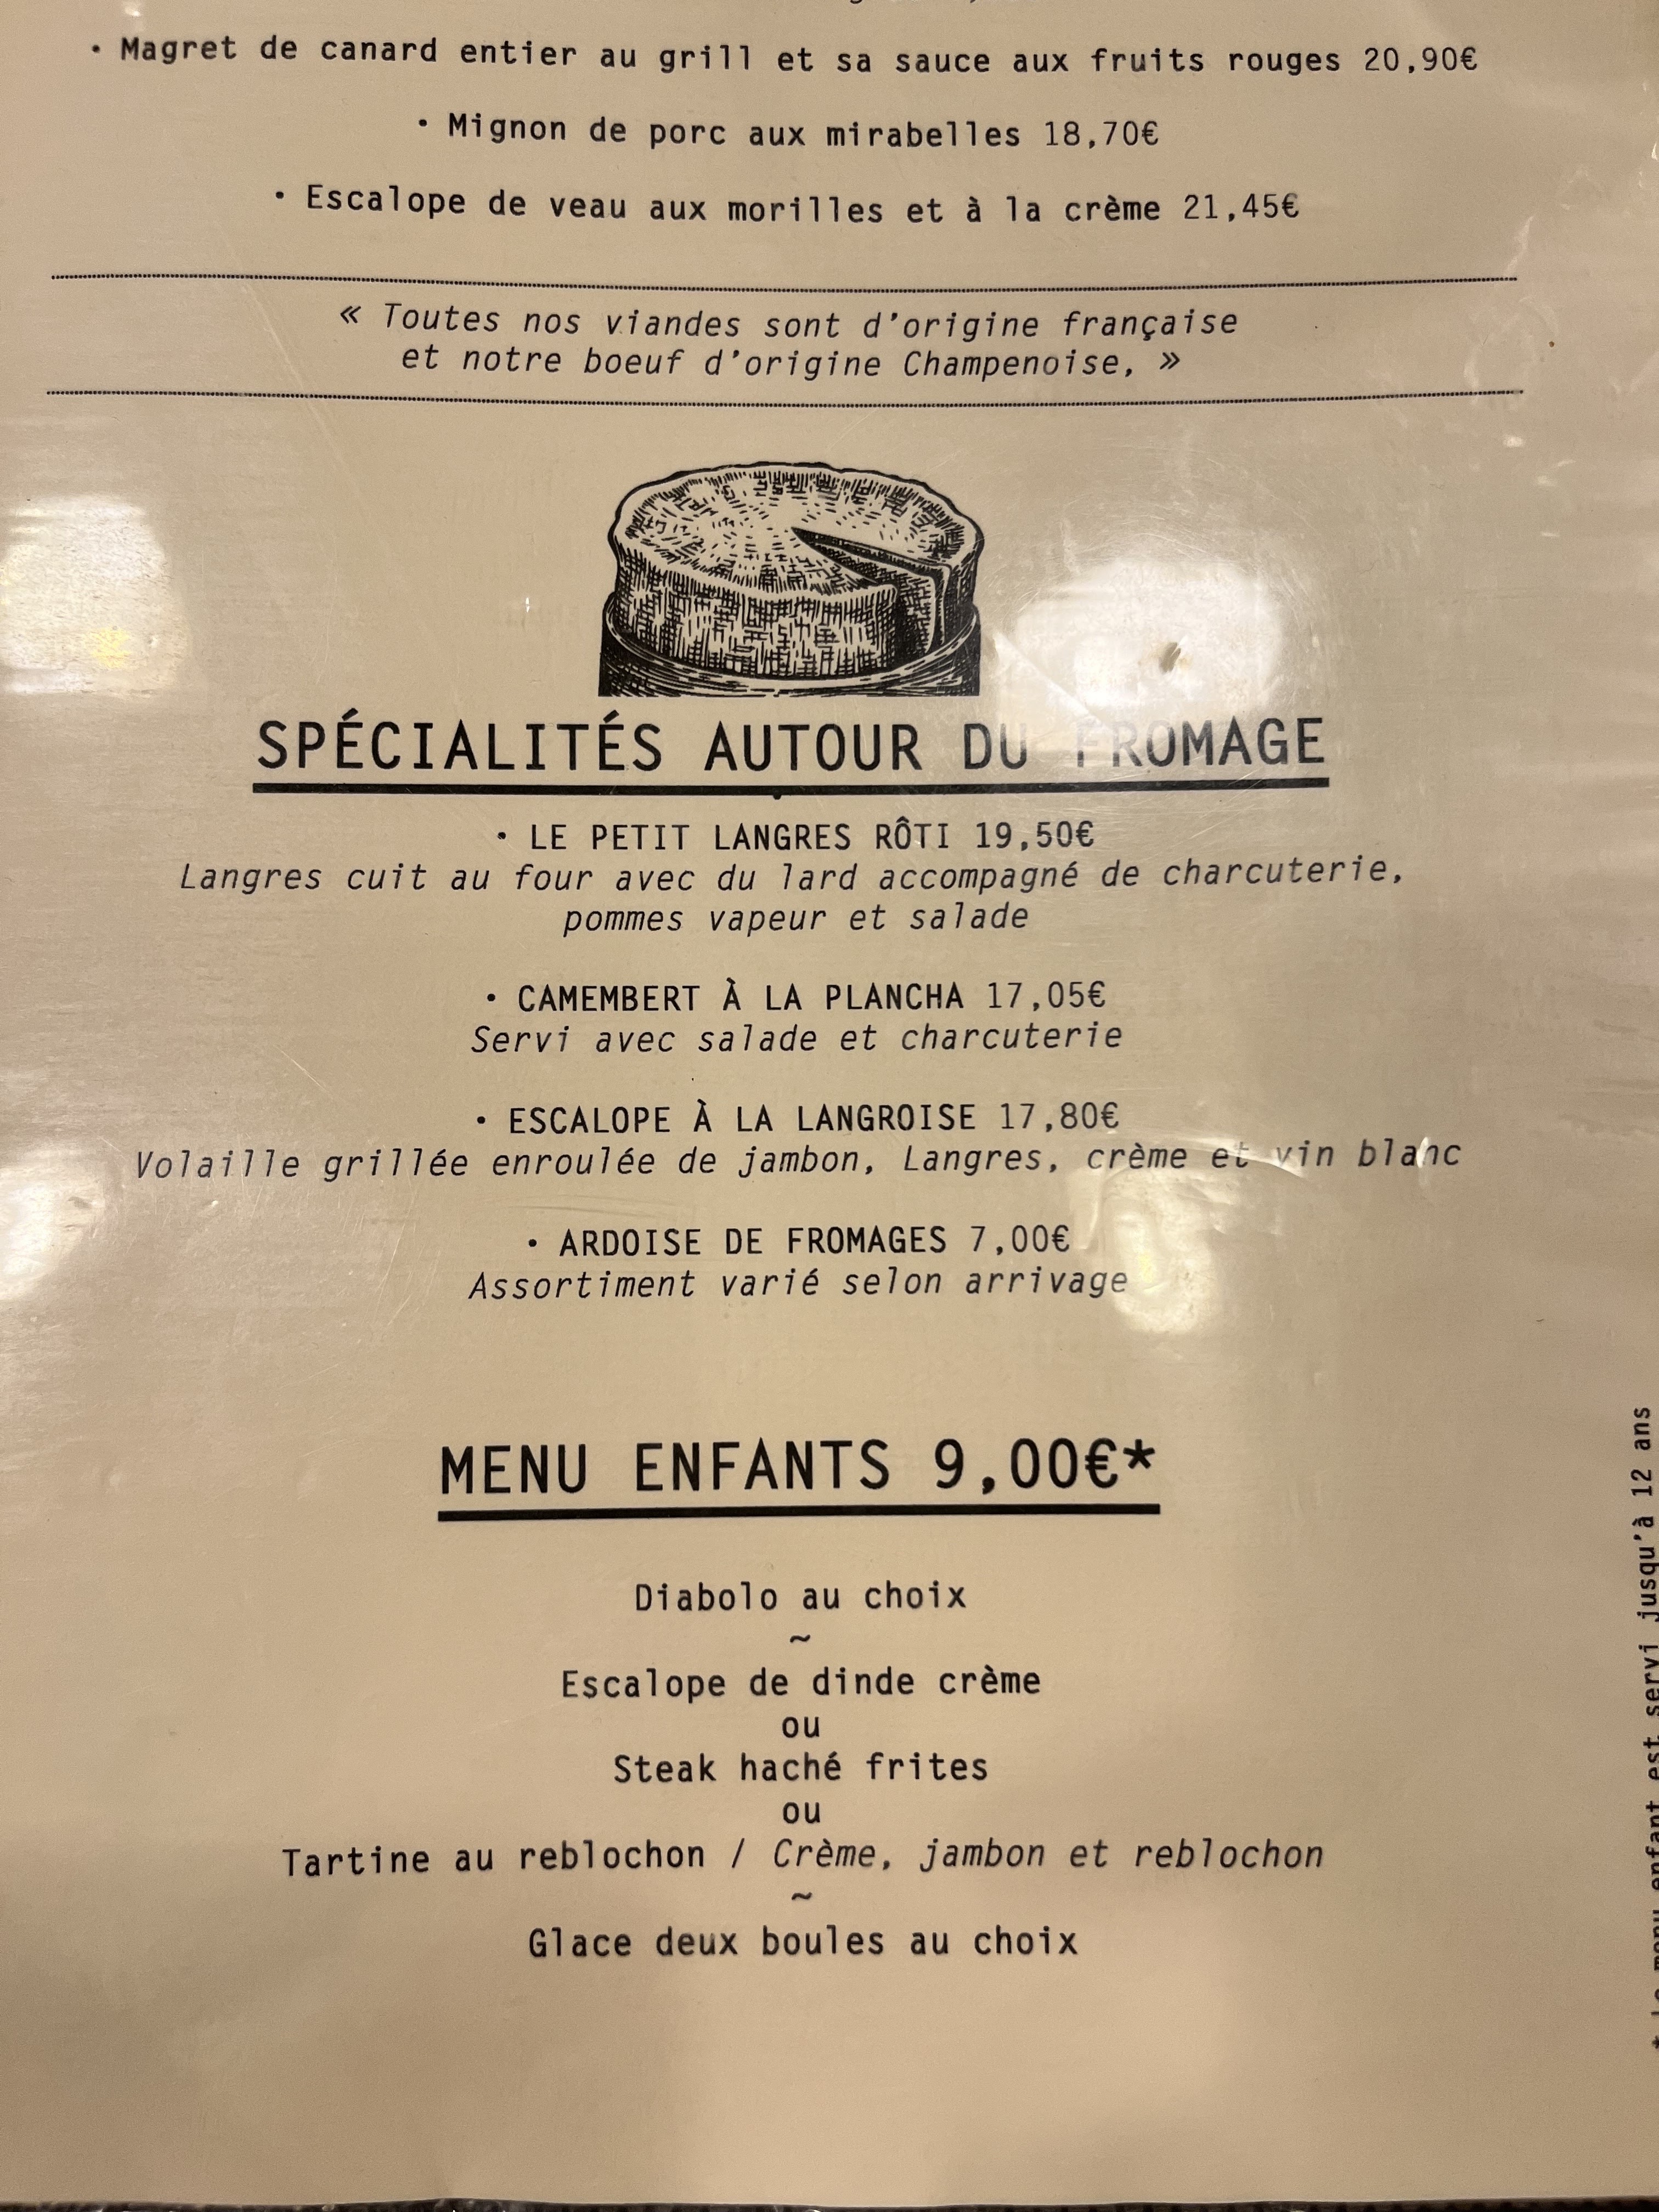 • Magret de canard entier au grill et sa sauce aux fruits rouges 20,90€
• Mignon de porc aux mirabelles 18,70€
• Escalope de veau aux morilles et à la crème 21,45€
« Toutes nos viandes sont d'origine française
et notre boeuf d'origine Champenoise, »
SPÉCIALITÉS AUTOUR DU FROMAGE
• LE PETIT LANGRES RÔTI 19,50€
Langres cuit au four avec du lard accompagné de charcuterie,
pommes vapeur et salade
• CAMEMBERT À LA PLANCHA 17,05€
Servi avec salade et charcuterie
• ESCALOPE À LA LANGROISE 17,80€
Volaille grillée enroulée de jambon, Langres, crème et vin blanc
• ARDOISE DE FROMAGES 7,00€
Assortiment varié selon arrivage
MENU ENFANTS 9,00€*
Diabolo au choix
~
Escalope de dinde crème
ou
Steak haché frites
ou
Tartine au reblochon / Crème, jambon et reblochon
~
Glace deux boules au choix
* Le menu enfant est servi jusqu'à 12 ans